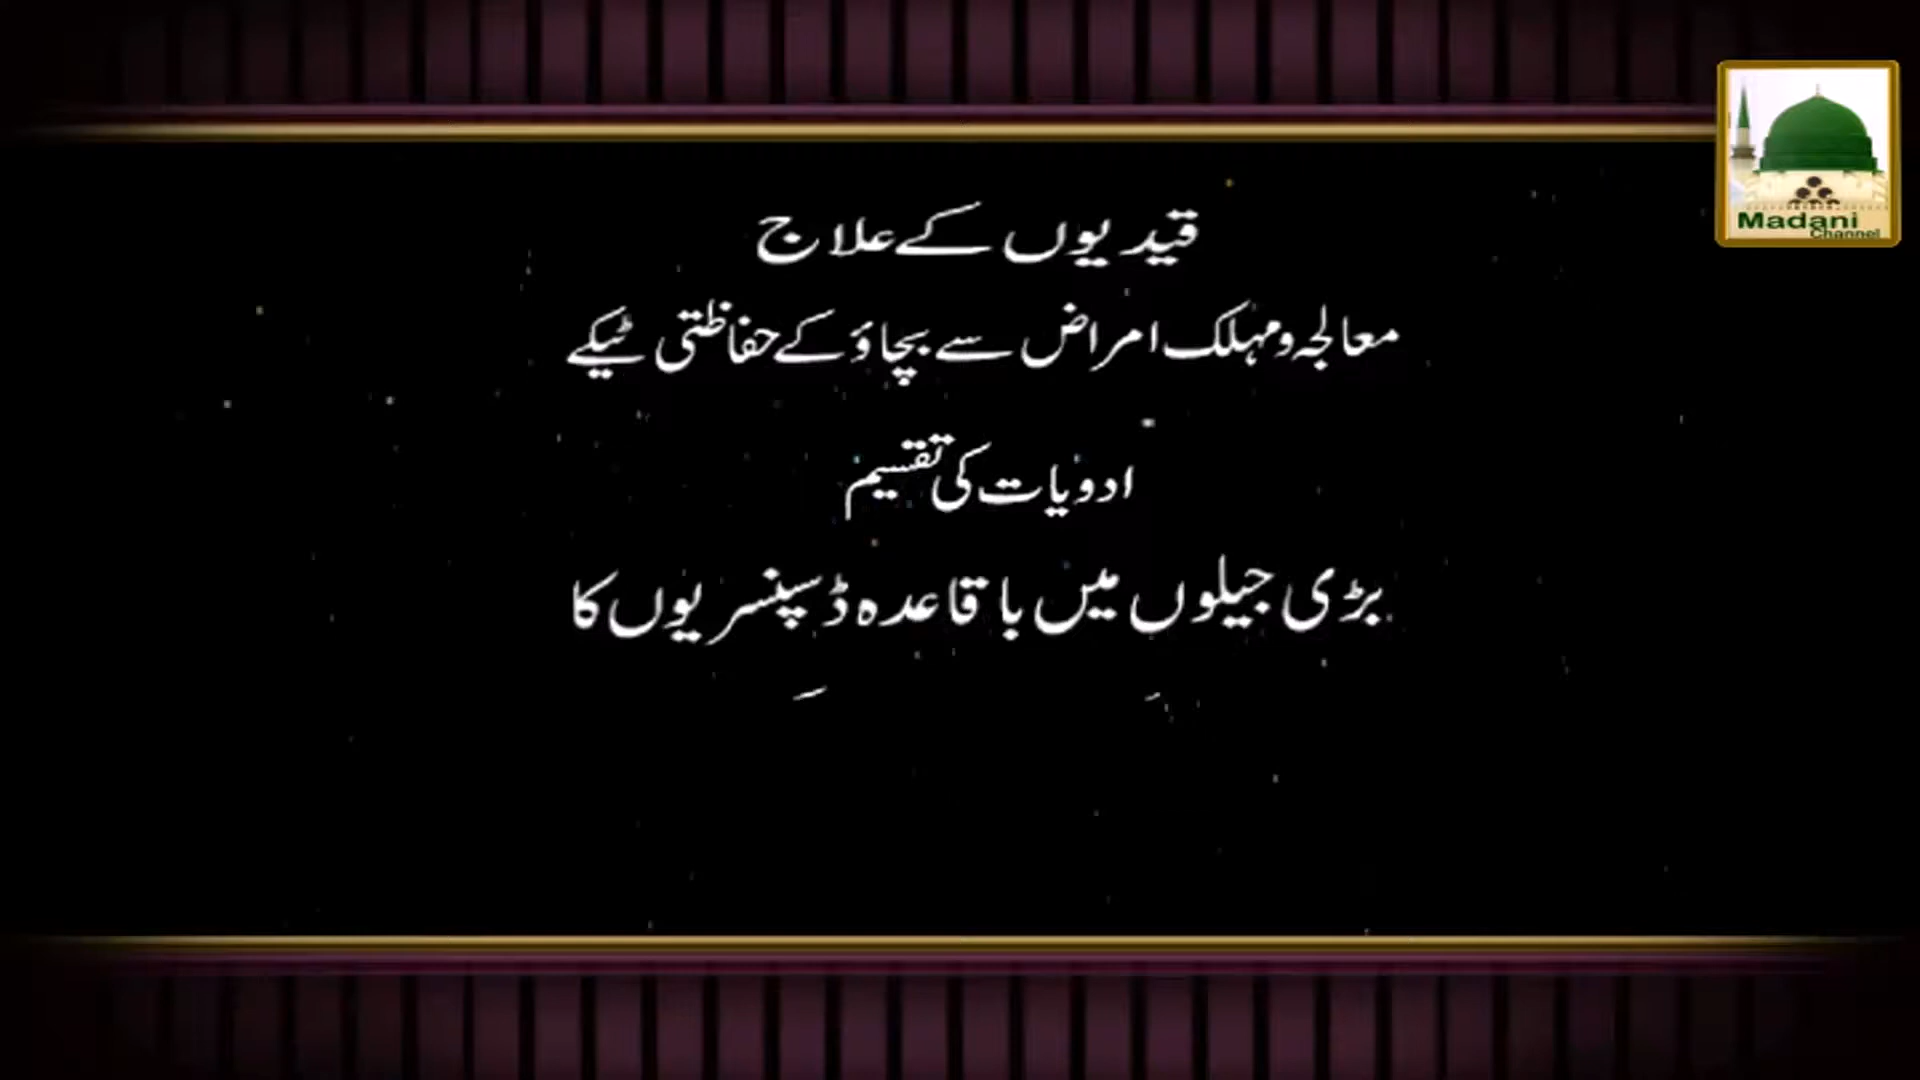 Madani
Channel
قیدیوں کے علاج
معالجہ و مہلک امراض سے بچاؤ کے حفاظتی ٹیکے
ادویات کی تقسیم
بڑی جیلوں میں باقاعدہ ڈسپنسریوں کا